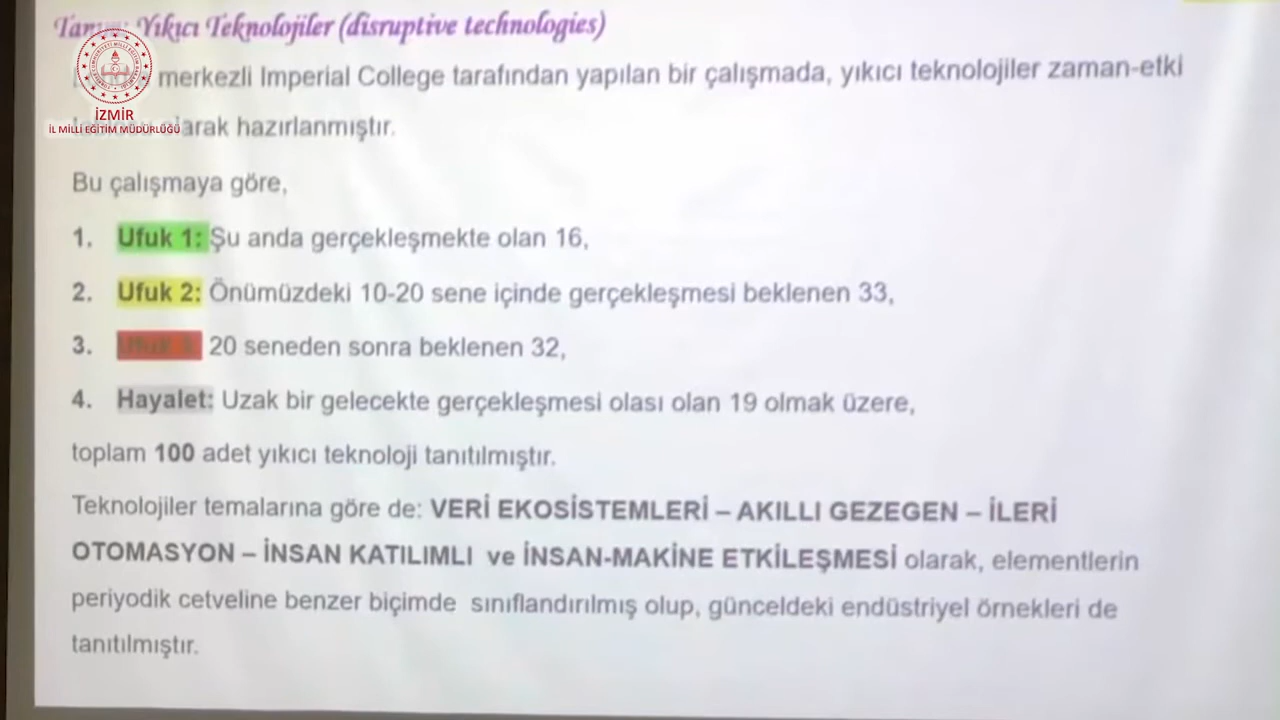 Yıkıcı Teknolojiler (disruptive technologies)
merkezli Imperial College tarafından yapılan bir çalışmada, yıkıcı teknolojiler zaman-etki
olarak hazırlanmıştır.
İZMİR
İL MİLLİ EĞİTİM MÜDÜRLÜĞÜ
Bu çalışmaya göre,
1. Ufuk 1: Şu anda gerçekleşmekte olan 16,
2. Ufuk 2: Önümüzdeki 10-20 sene içinde gerçekleşmesi beklenen 33,
3. Ufuk 3: 20 seneden sonra beklenen 32,
4. Hayalet: Uzak bir gelecekte gerçekleşmesi olası olan 19 olmak üzere,
toplam 100 adet yıkıcı teknoloji tanıtılmıştır.
Teknolojiler temalarına göre de: VERİ EKOSİSTEMLERİ – AKILLI GEZEGEN – İLERİ
OTOMASYON – İNSAN KATILIMLI ve İNSAN-MAKİNE ETKİLEŞMESİ olarak, elementlerin
periyodik cetveline benzer biçimde sınıflandırılmış olup, günceldeki endüstriyel örnekleri de
tanıtılmıştır.